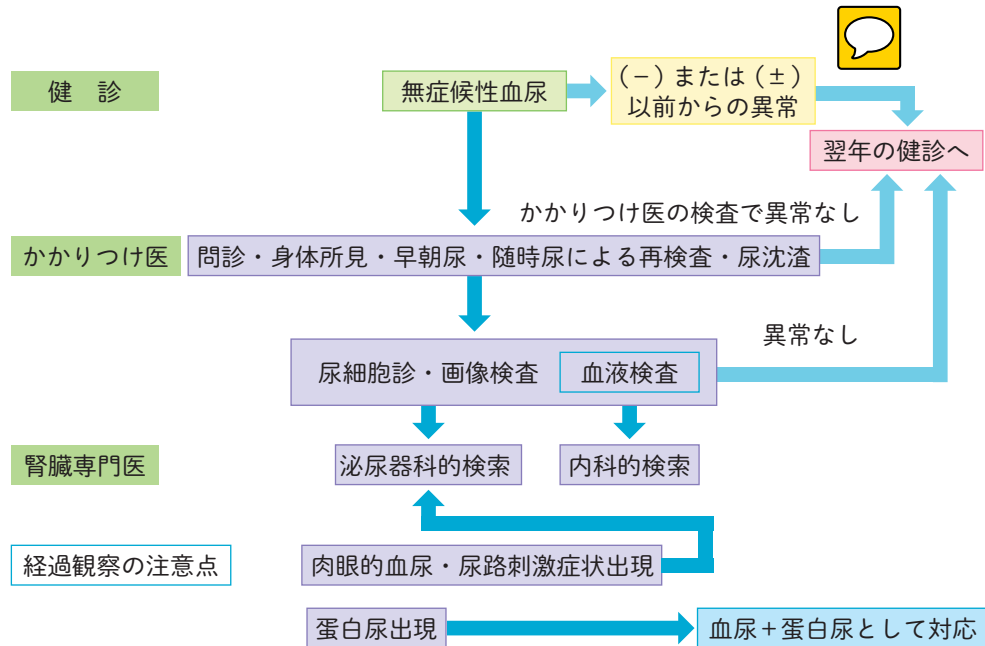 健　診
無症候性血尿
(－)または(±)
以前からの異常
翌年の健診へ
かかりつけ医の検査で異常なし
かかりつけ医
問診・身体所見・早朝尿・随時尿による再検査・尿沈渣
異常なし
尿細胞診・画像検査
血液検査
腎臓専門医
泌尿器科的検索
内科的検索
経過観察の注意点
肉眼的血尿・尿路刺激症状出現
蛋白尿出現
血尿＋蛋白尿として対応